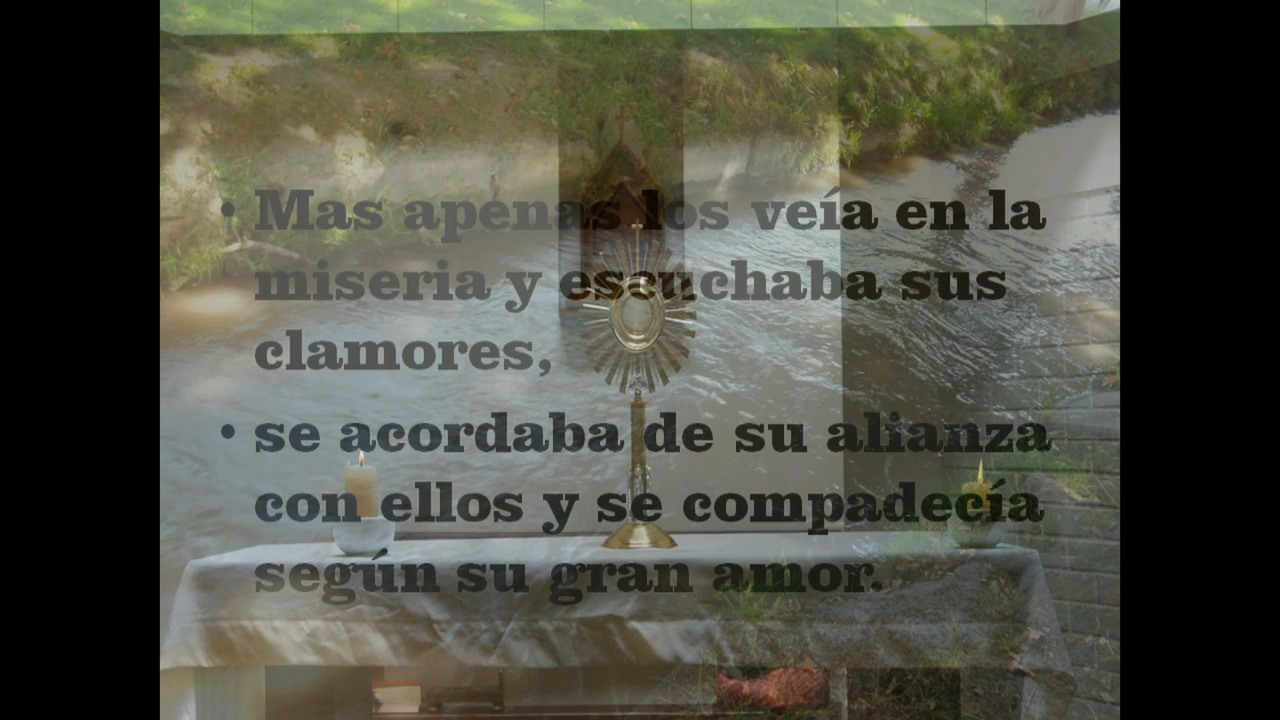 • Mas apenas los veía en la
miseria y escuchaba sus
clamores,
• se acordaba de su alianza
con ellos y se compadecía
según su gran amor.